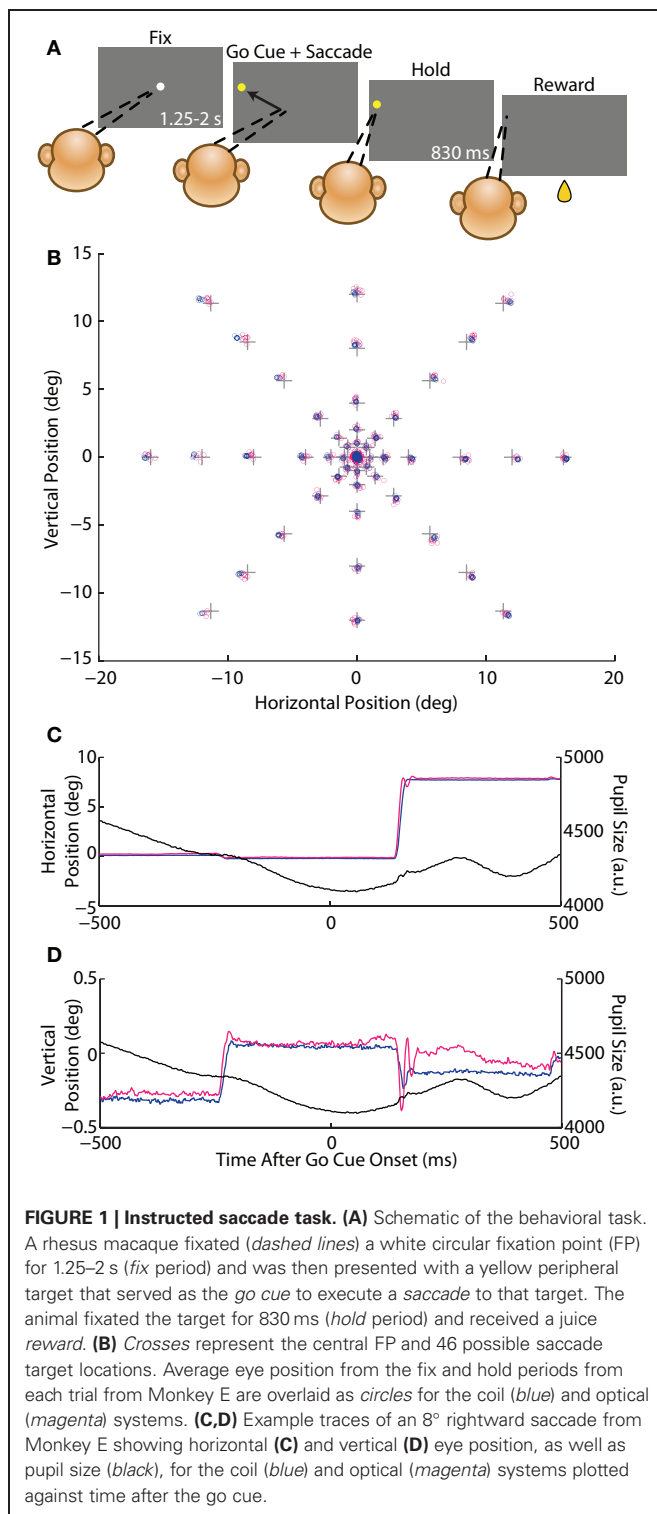 A
Fix
Go Cue + Saccade
Hold
Reward
1.25-2 s
830 ms
B
15
10
5
0
−5
−10
−15
Vertical Position (deg)
−20
−10
0
10
20
Horizontal Position (deg)
C
10
5
0
−5
Horizontal
Position (deg)
5000
4500
4000
Pupil Size (a.u.)
−500
0
500
D
0.5
0
−0.5
Vertical
Position (deg)
5000
4500
4000
Pupil Size (a.u.)
−500
0
500
Time After Go Cue Onset (ms)
FIGURE 1 | Instructed saccade task. (A) Schematic of the behavioral task.
A rhesus macaque fixated (dashed lines) a white circular fixation point (FP)
for 1.25–2 s (fix period) and was then presented with a yellow peripheral
target that served as the go cue to execute a saccade to that target. The
animal fixated the target for 830 ms (hold period) and received a juice
reward. (B) Crosses represent the central FP and 46 possible saccade
target locations. Average eye position from the fix and hold periods from
each trial from Monkey E are overlaid as circles for the coil (blue) and optical
(magenta) systems. (C,D) Example traces of an 8° rightward saccade from
Monkey E showing horizontal (C) and vertical (D) eye position, as well as
pupil size (black), for the coil (blue) and optical (magenta) systems plotted
against time after the go cue.